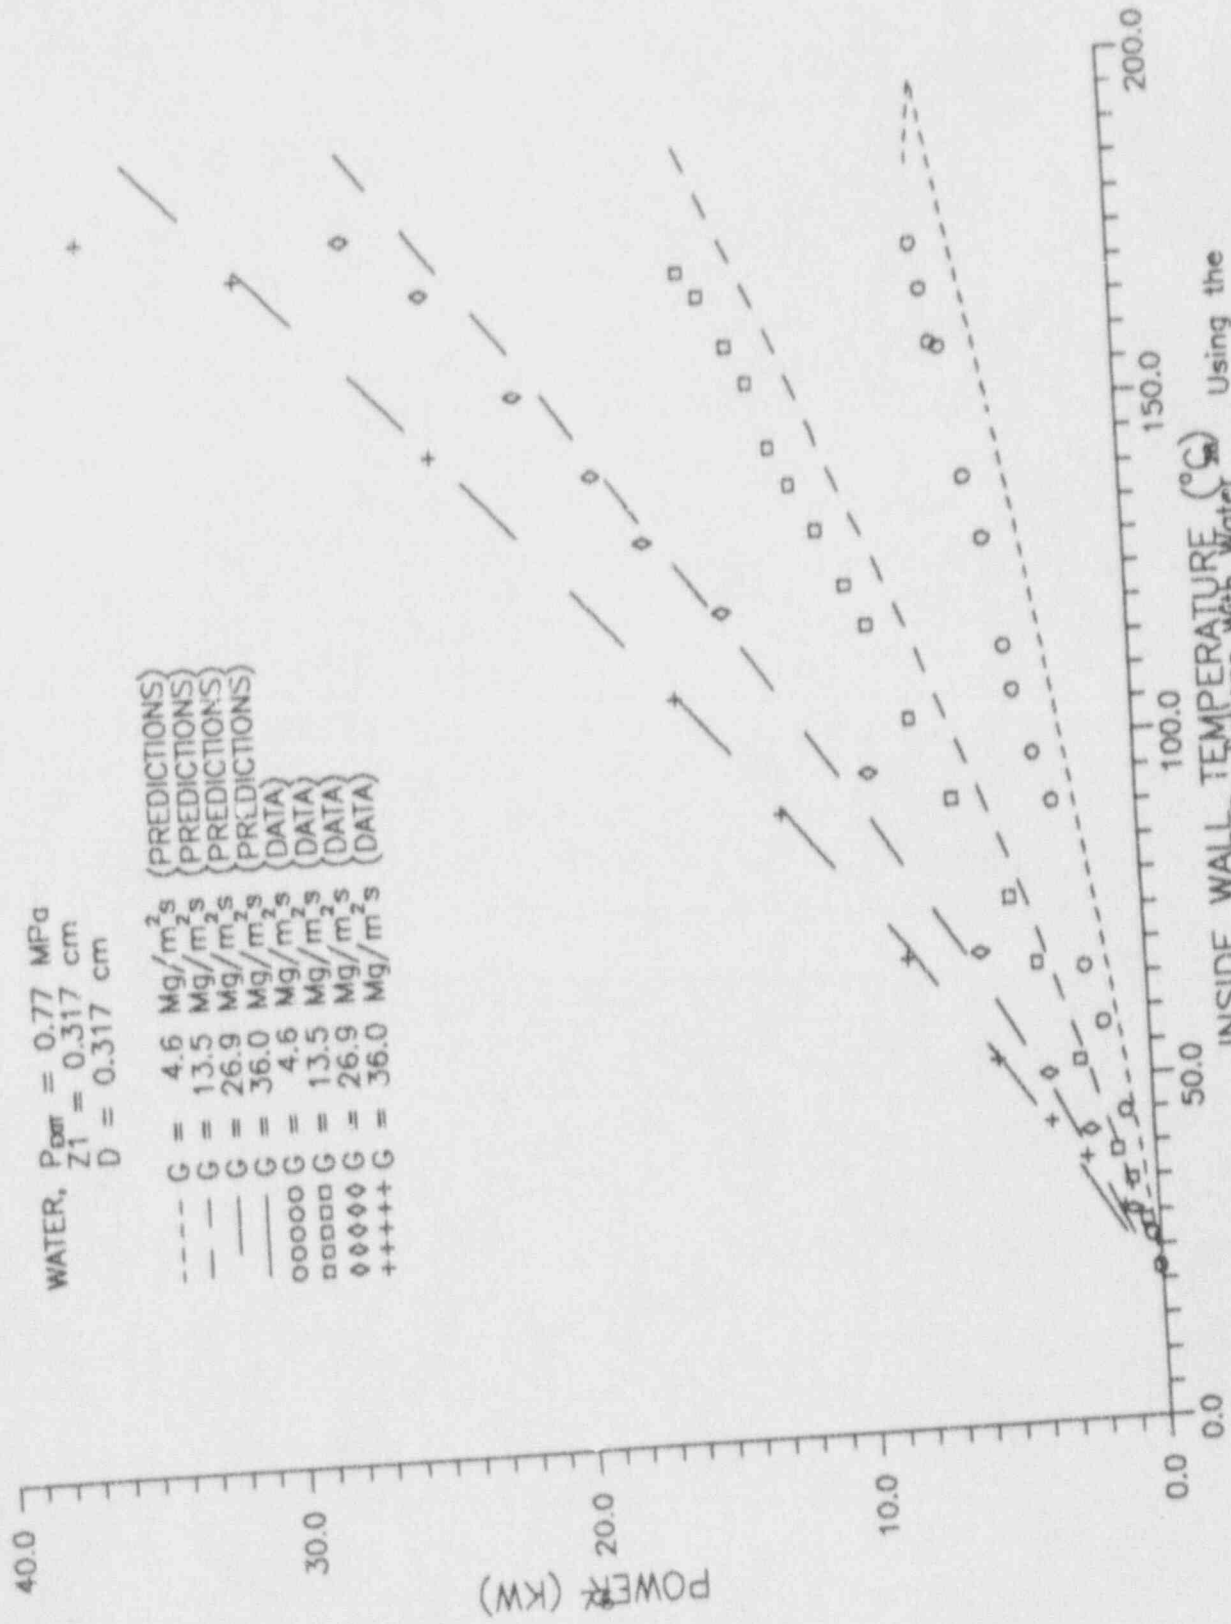 WATER, PEXIT = 0.77 MPa
Z1 = 0.317 cm
D = 0.317 cm
---- G = 4.6 Mg/m²s (PREDICTIONS)
— — G = 13.5 Mg/m²s (PREDICTIONS)
— G = 26.9 Mg/m²s (PREDICTIONS)
— G = 36.0 Mg/m²s (PREDICTIONS)
ooooo G = 4.6 Mg/m²s (DATA)
□□□□□ G = 13.5 Mg/m²s (DATA)
◊◊◊◊◊ G = 26.9 Mg/m²s (DATA)
+++++ G = 36.0 Mg/m²s (DATA)
40.0
30.0
20.0
10.0
0.0
POWER (KW)
0.0
50.0
100.0
150.0
200.0
INSIDE WALL TEMPERATURE (°C)
With Water Using the